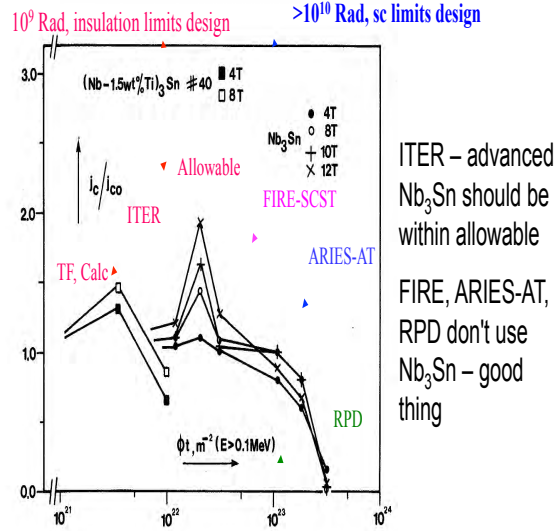 10⁹ Rad, insulation limits design
>10¹⁰ Rad, sc limits design
3.0
(Nb-1.5wt%Ti)₃Sn #40 ■ 4T
□ 8T
Nb₃Sn
● 4T
○ 8T
+ 10T
× 12T
j_c/j_co
Allowable
ITER
FIRE-SCST
2.0
TF, Calc
ARIES-AT
1.0
RPD
ϕt, m⁻² (E>0.1MeV)
0.0
10²¹
10²²
10²³
10²⁴
ITER – advanced
Nb₃Sn should be
within allowable
FIRE, ARIES-AT,
RPD don't use
Nb₃Sn – good
thing